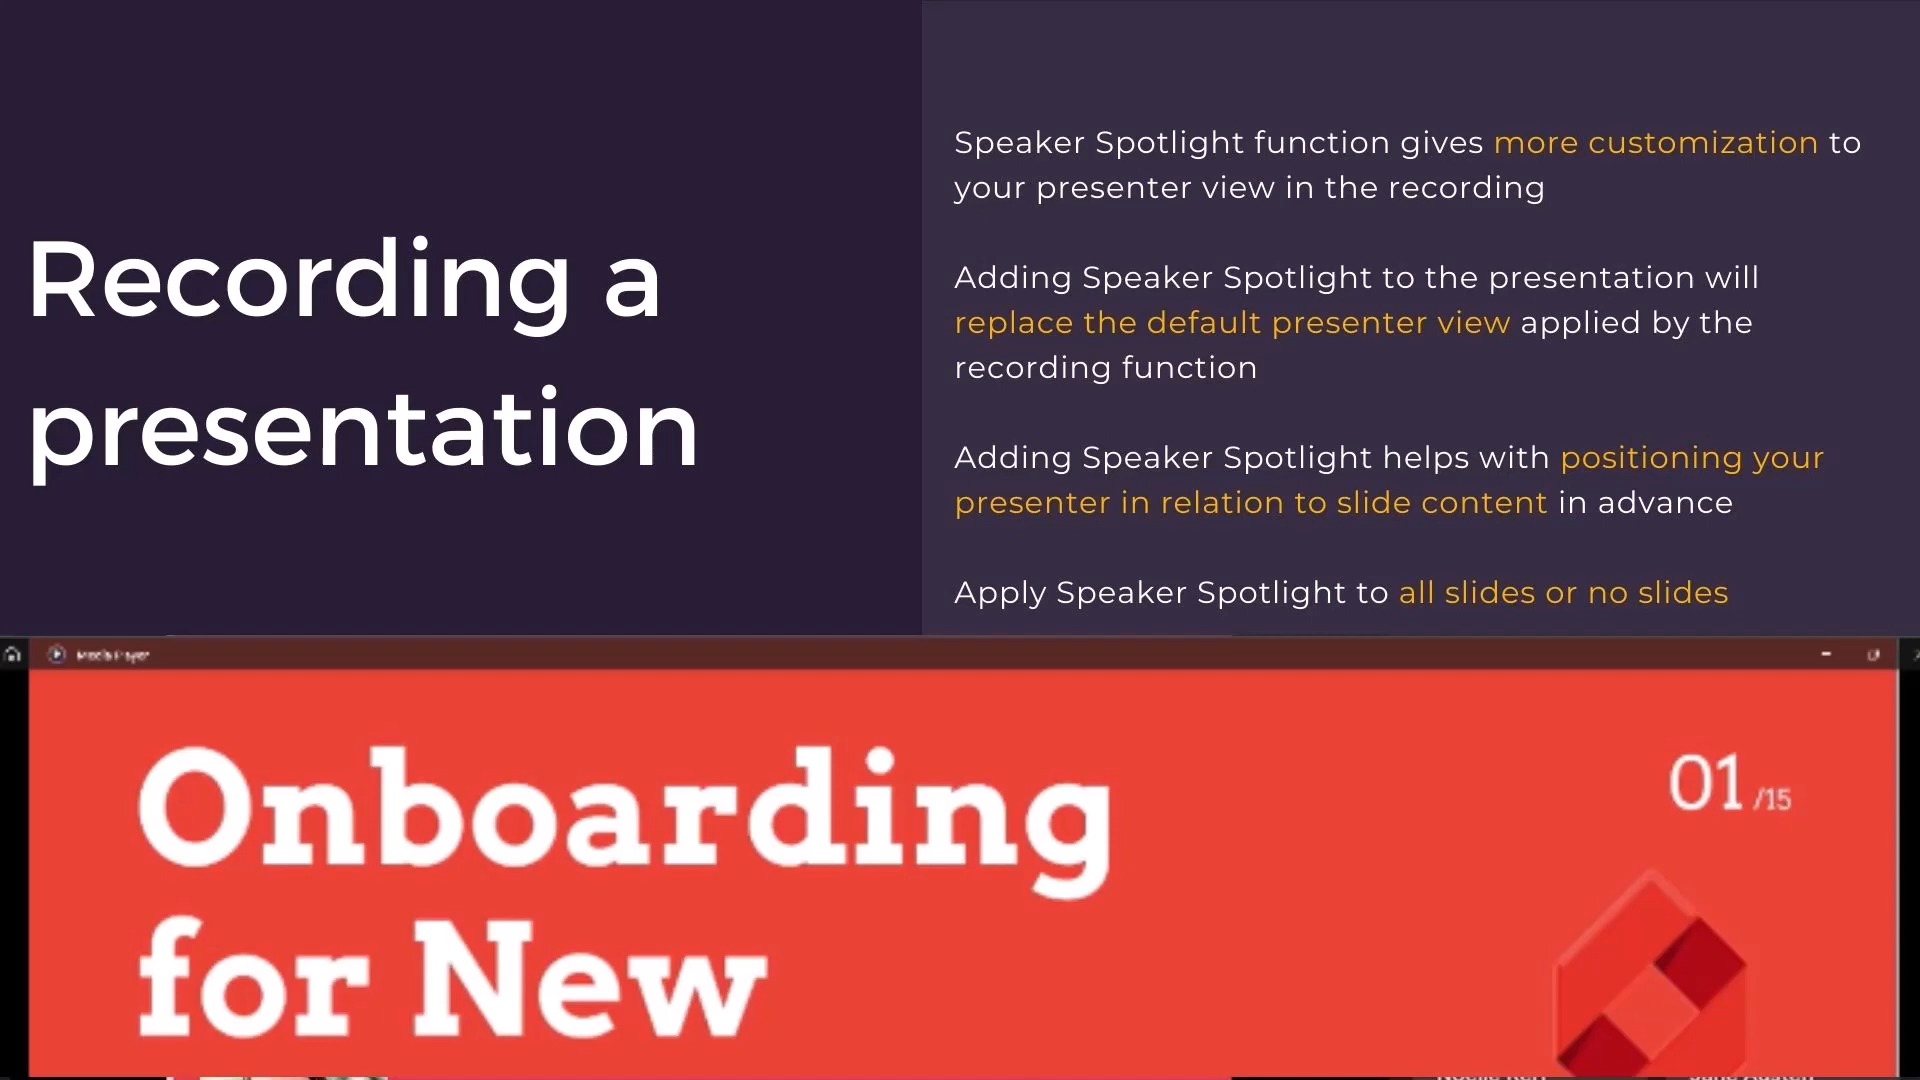 Recording a
presentation
Speaker Spotlight function gives more customization to
your presenter view in the recording
Adding Speaker Spotlight to the presentation will
replace the default presenter view applied by the
recording function
Adding Speaker Spotlight helps with positioning your
presenter in relation to slide content in advance
Apply Speaker Spotlight to all slides or no slides
Media Player
Onboarding
for New
01/15